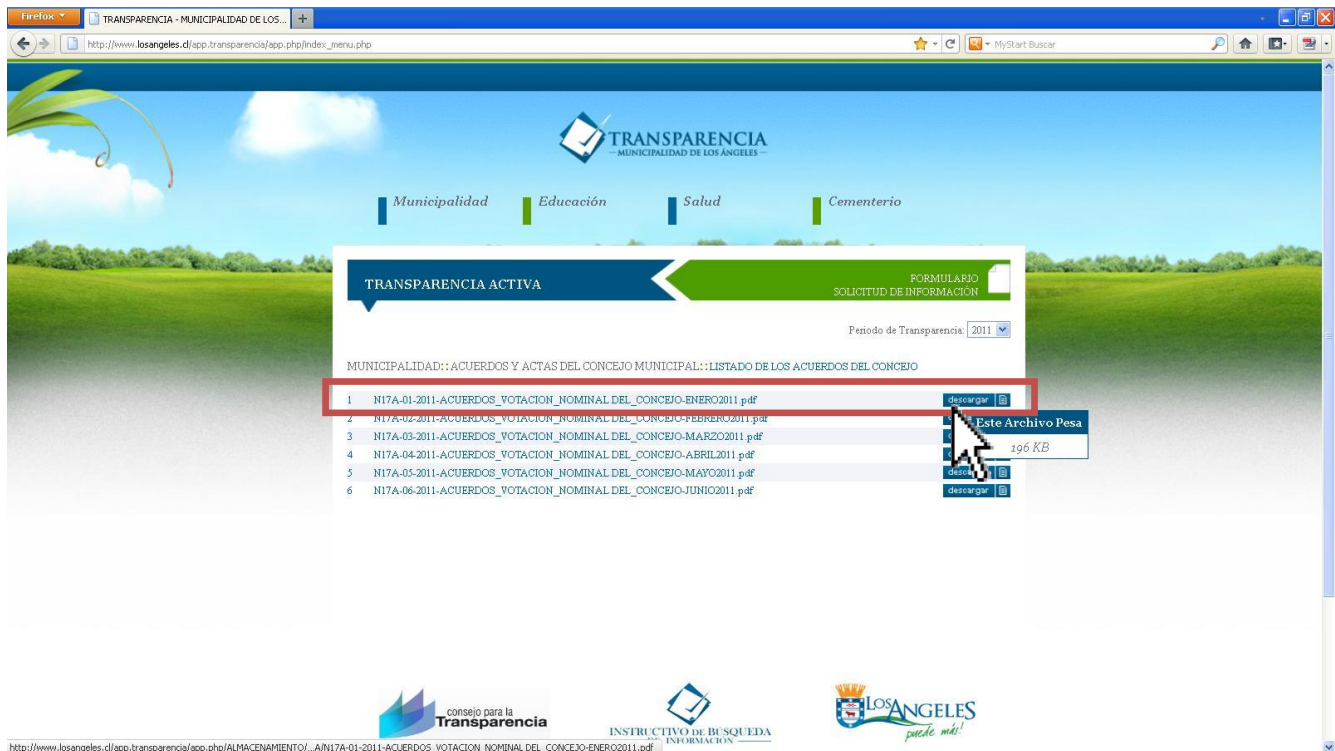 Firefox
TRANSPARENCIA - MUNICIPALIDAD DE LOS...
http://www.losangeles.cl/app.transparencia/app.php/index_menu.php
MyStart Buscar
TRANSPARENCIA
- MUNICIPALIDAD DE LOS ÁNGELES -
Municipalidad Educación Salud Cementerio
TRANSPARENCIA ACTIVA
FORMULARIO
SOLICITUD DE INFORMACIÓN
Periodo de Transparencia: 2011
MUNICIPALIDAD::ACUERDOS Y ACTAS DEL CONCEJO MUNICIPAL::LISTADO DE LOS ACUERDOS DEL CONCEJO
1 N17A-01-2011-ACUERDOS_VOTACION_NOMINAL DEL_CONCEJO-ENERO2011.pdf descargar
2 N17A-02-2011-ACUERDOS_VOTACION_NOMINAL DEL_CONCEJO-FEBRERO2011.pdf
Este Archivo Pesa
3 N17A-03-2011-ACUERDOS_VOTACION_NOMINAL DEL_CONCEJO-MARZO2011.pdf
196 KB
4 N17A-04-2011-ACUERDOS_VOTACION_NOMINAL DEL_CONCEJO-ABRIL2011.pdf
5 N17A-05-2011-ACUERDOS_VOTACION_NOMINAL DEL_CONCEJO-MAYO2011.pdf descargar
6 N17A-06-2011-ACUERDOS_VOTACION_NOMINAL DEL_CONCEJO-JUNIO2011.pdf descargar
consejo para la
Transparencia
INSTRUCTIVO DE BÚSQUEDA
DE INFORMACIÓN
LOS ANGELES
puede más!
http://www.losangeles.cl/app.transparencia/app.php/ALMACENAMIENTO/...A/N17A-01-2011-ACUERDOS_VOTACION_NOMINAL DEL_CONCEJO-ENERO2011.pdf